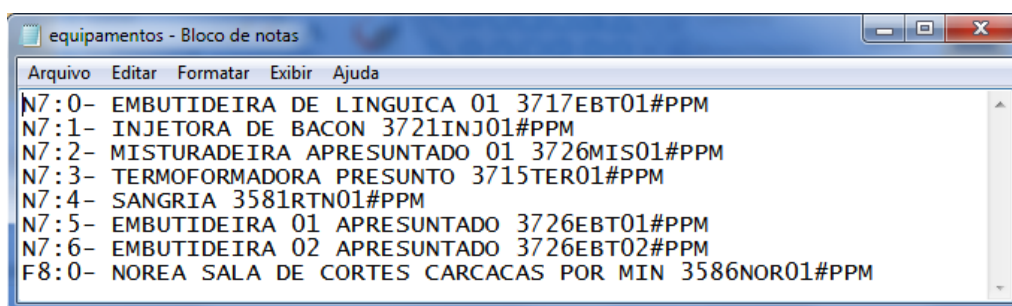 equipamentos - Bloco de notas
Arquivo Editar Formatar Exibir Ajuda
N7:0- EMBUTIDEIRA DE LINGUICA 01 3717EBT01#PPM
N7:1- INJETORA DE BACON 3721INJ01#PPM
N7:2- MISTURADEIRA APRESUNTADO 01 3726MIS01#PPM
N7:3- TERMOFORMADORA PRESUNTO 3715TER01#PPM
N7:4- SANGRIA 3581RTN01#PPM
N7:5- EMBUTIDEIRA 01 APRESUNTADO 3726EBT01#PPM
N7:6- EMBUTIDEIRA 02 APRESUNTADO 3726EBT02#PPM
F8:0- NOREA SALA DE CORTES CARCACAS POR MIN 3586NOR01#PPM